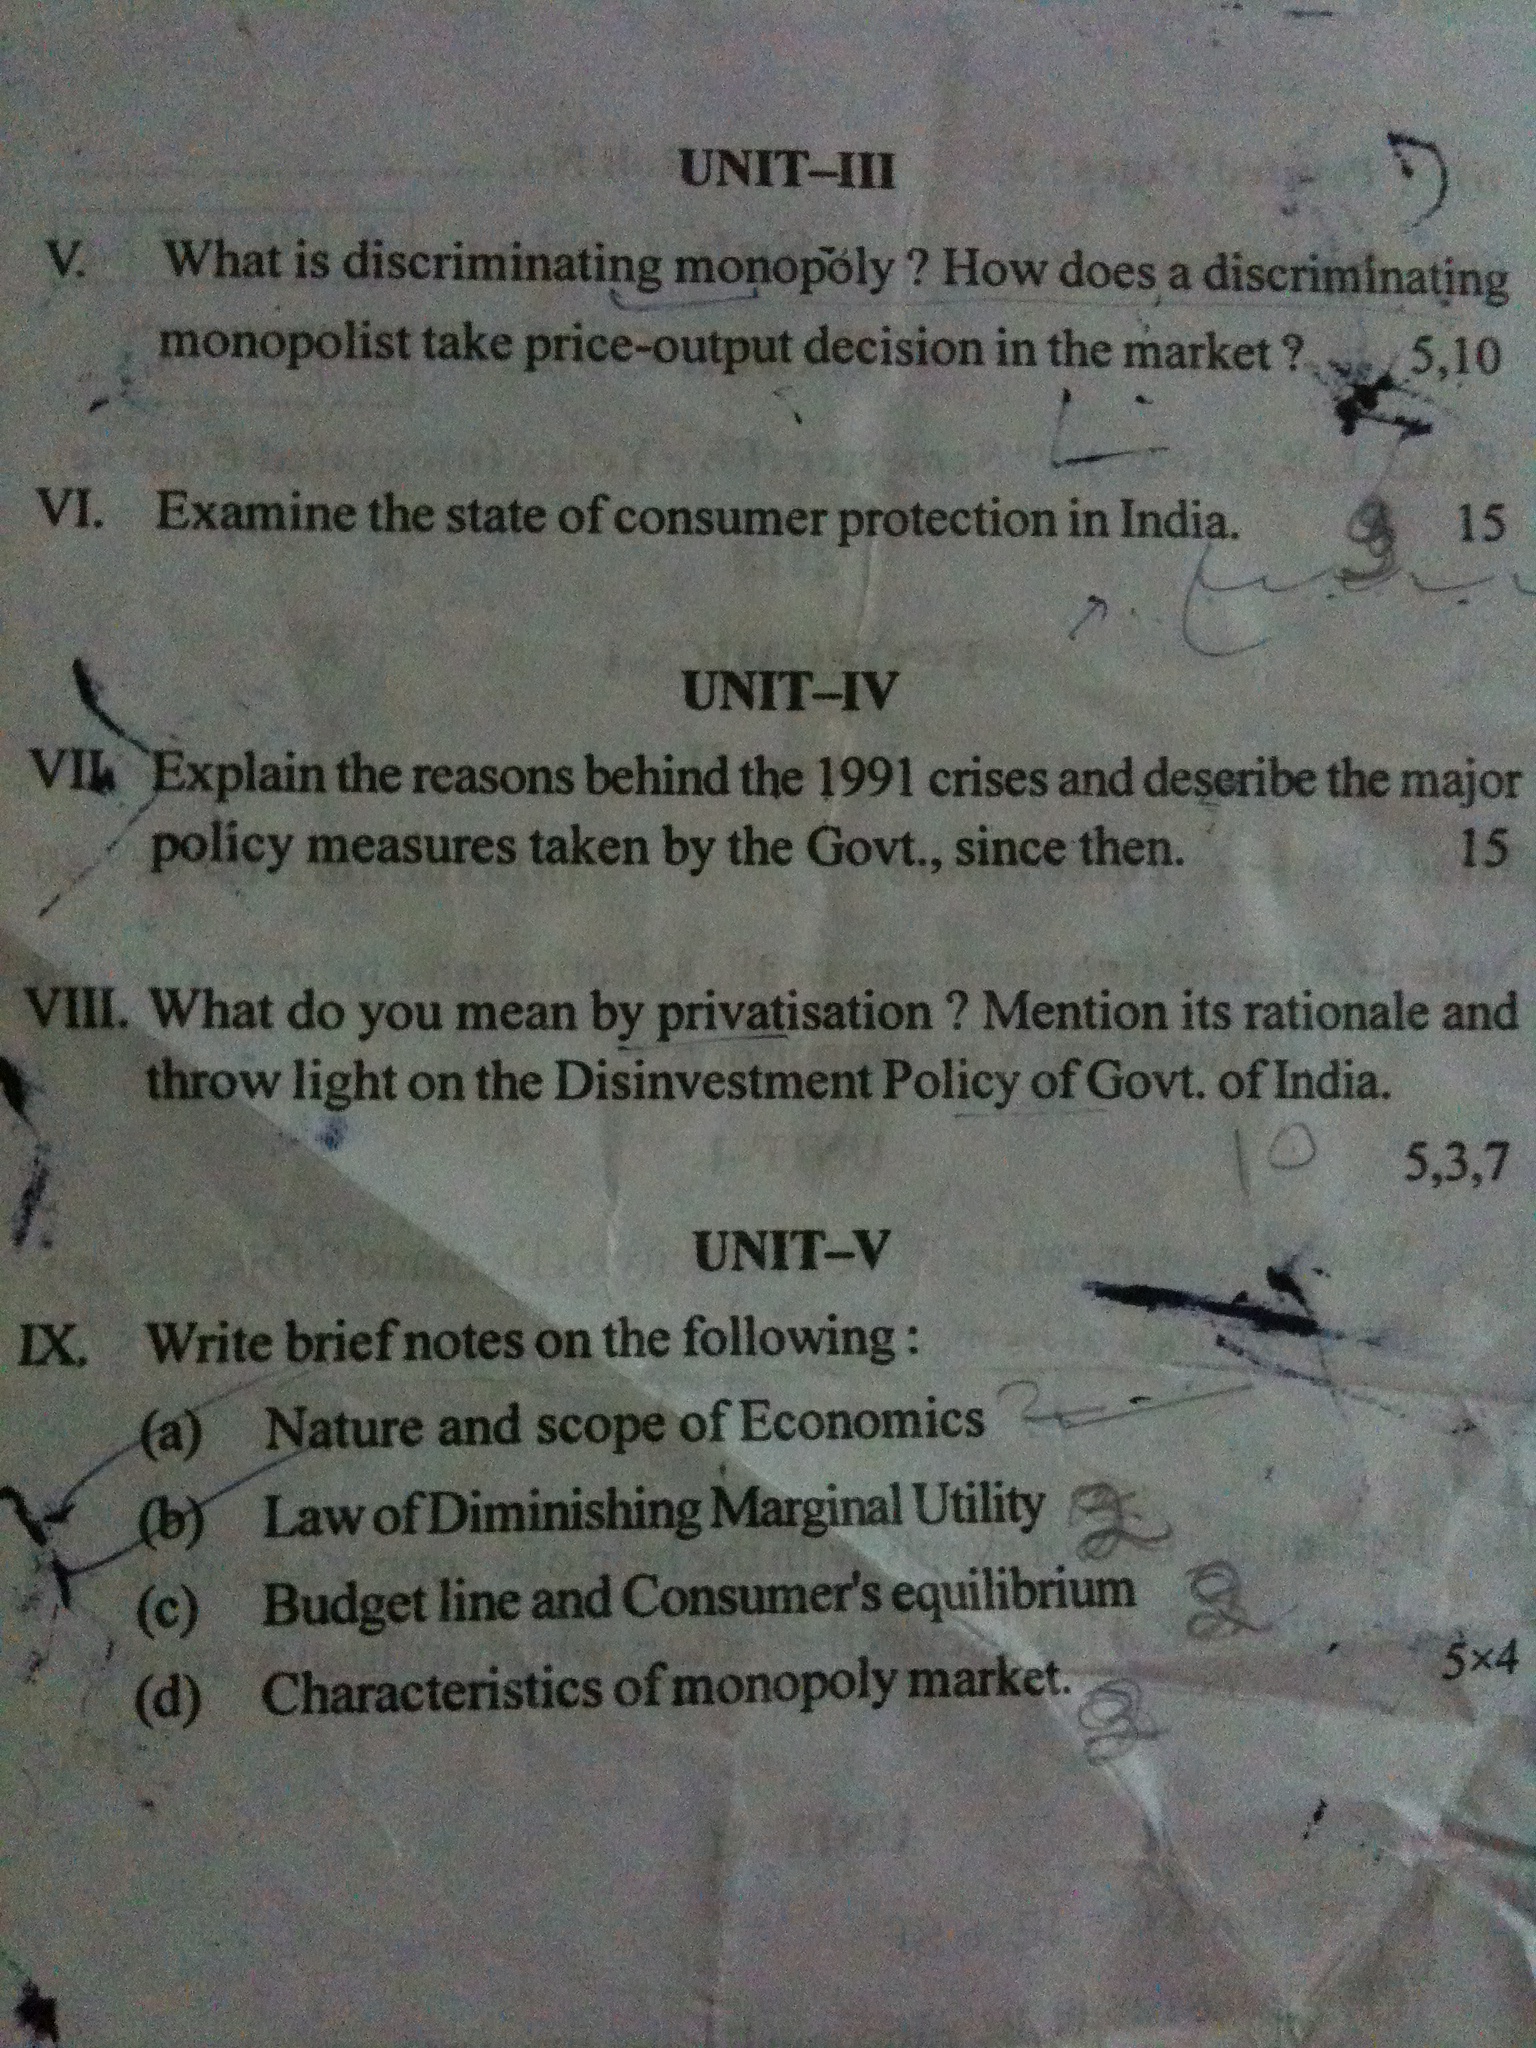 UNIT–III
V. What is discriminating monopoly ? How does a discriminating
monopolist take price-output decision in the market ? 5,10
VI. Examine the state of consumer protection in India. 15
UNIT–IV
VII. Explain the reasons behind the 1991 crises and describe the major
policy measures taken by the Govt., since then. 15
VIII. What do you mean by privatisation ? Mention its rationale and
throw light on the Disinvestment Policy of Govt. of India.
10 5,3,7
UNIT–V
IX. Write brief notes on the following :
(a) Nature and scope of Economics
(b) Law of Diminishing Marginal Utility
(c) Budget line and Consumer's equilibrium
(d) Characteristics of monopoly market. 5×4